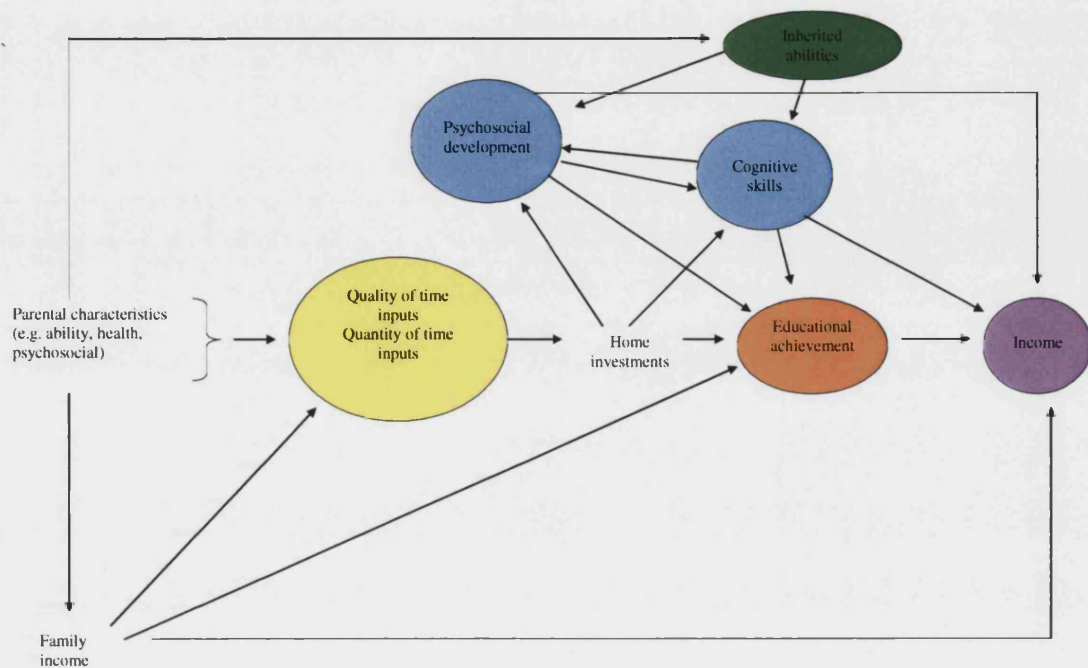 Inherited
abilities
Psychosocial
development
Cognitive
skills
Quality of time
inputs
Quantity of time
inputs
Parental characteristics
(e.g. ability, health,
psychosocial)
Home
investments
Educational
achievement
Income
Family
income